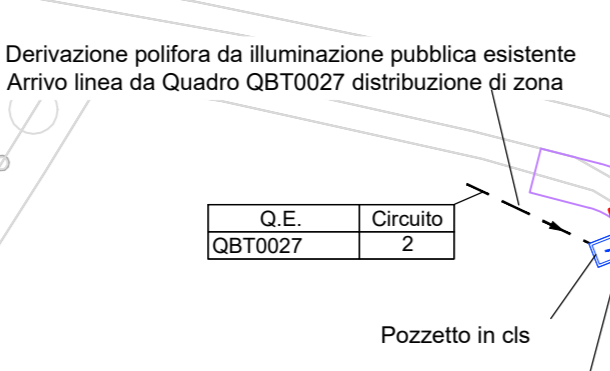 Derivazione polifora da illuminazione pubblica esistente
Arrivo linea da Quadro QBT0027 distribuzione di zona
Q.E. Circuito
QBT0027 2
Pozzetto in cls